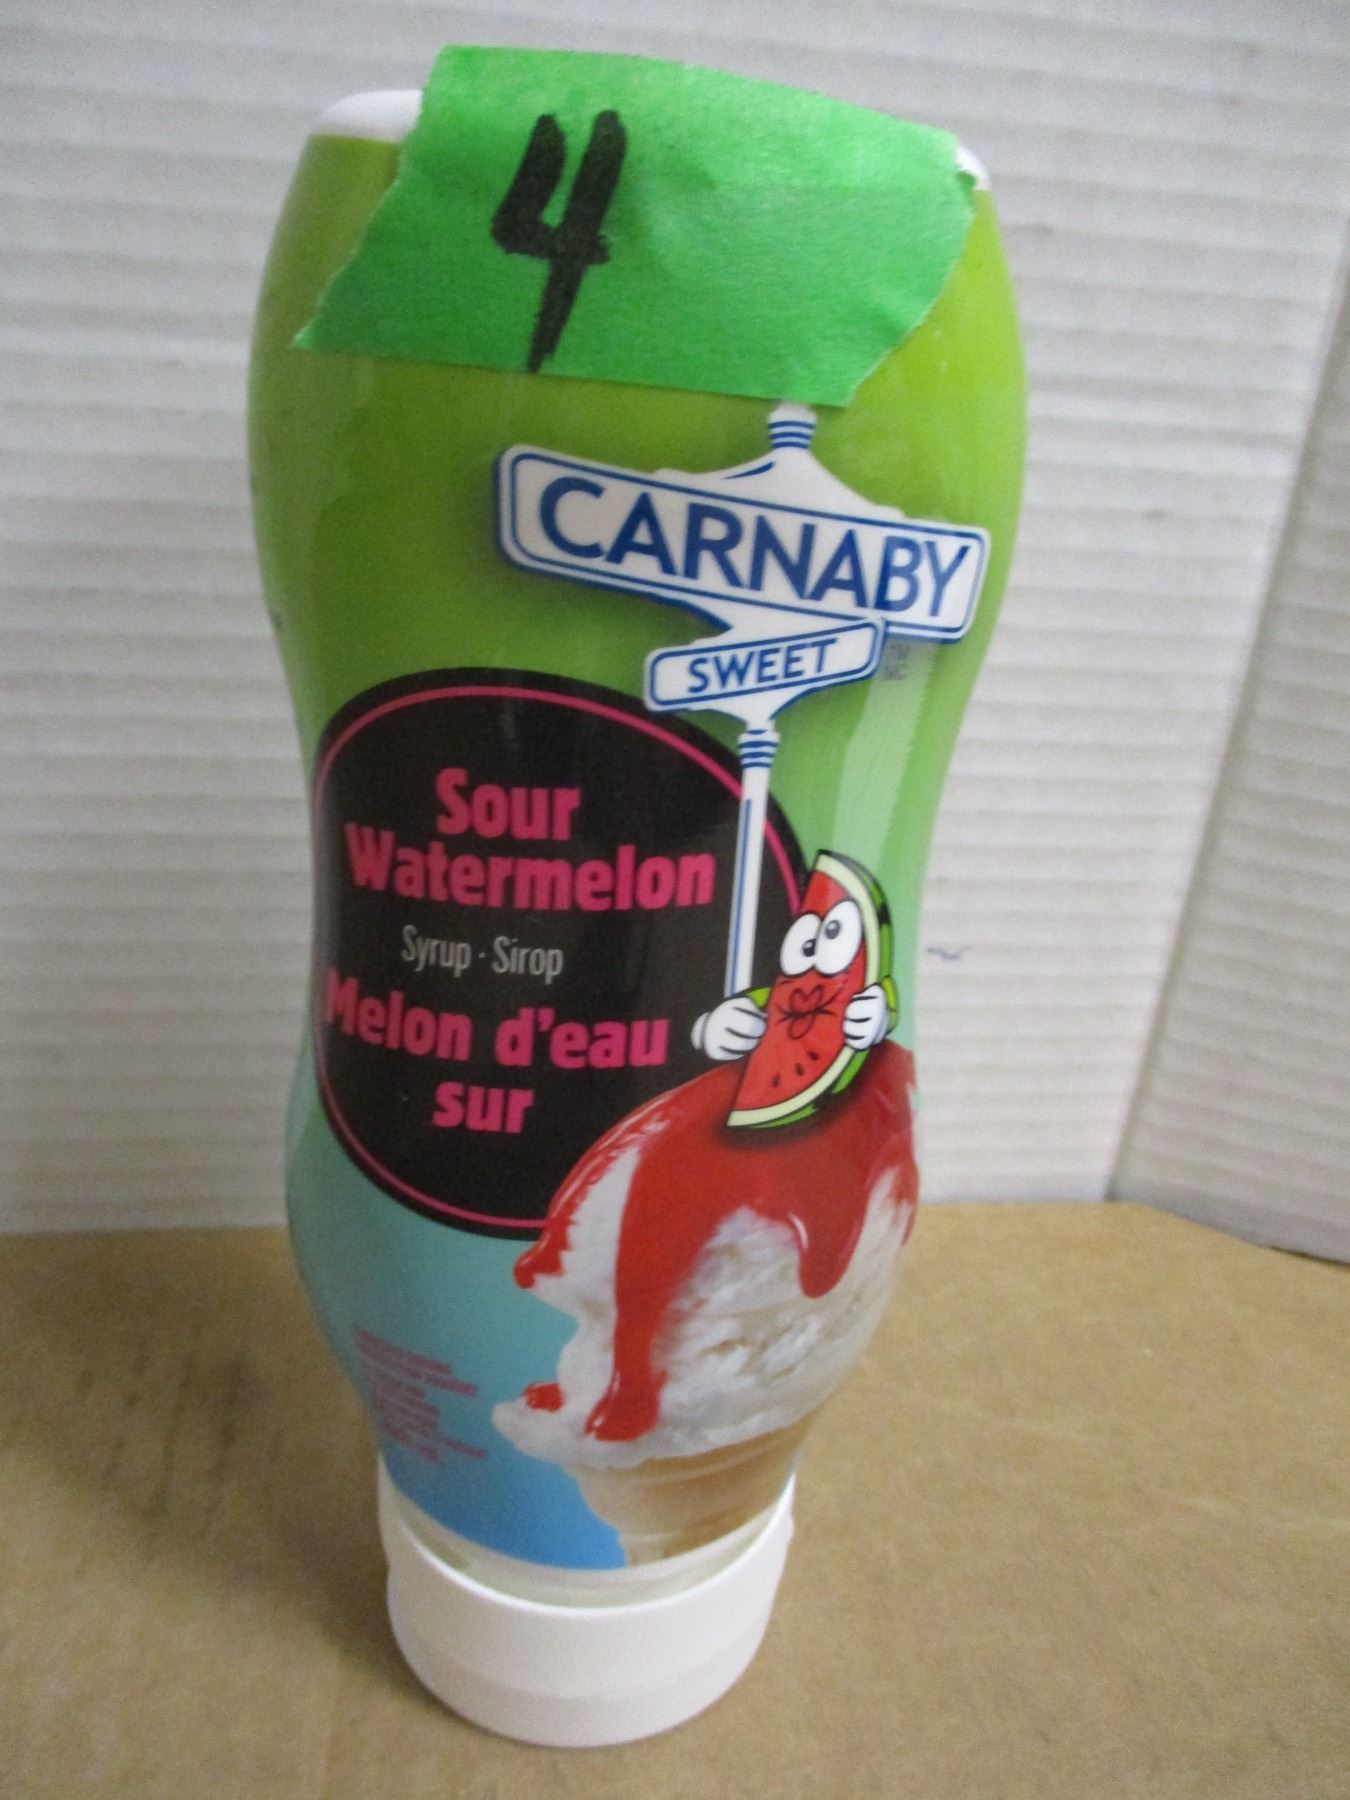 4
CARNABY
SWEET
Sour
Watermelon
Syrup · Sirop
Melon d'eau
sur